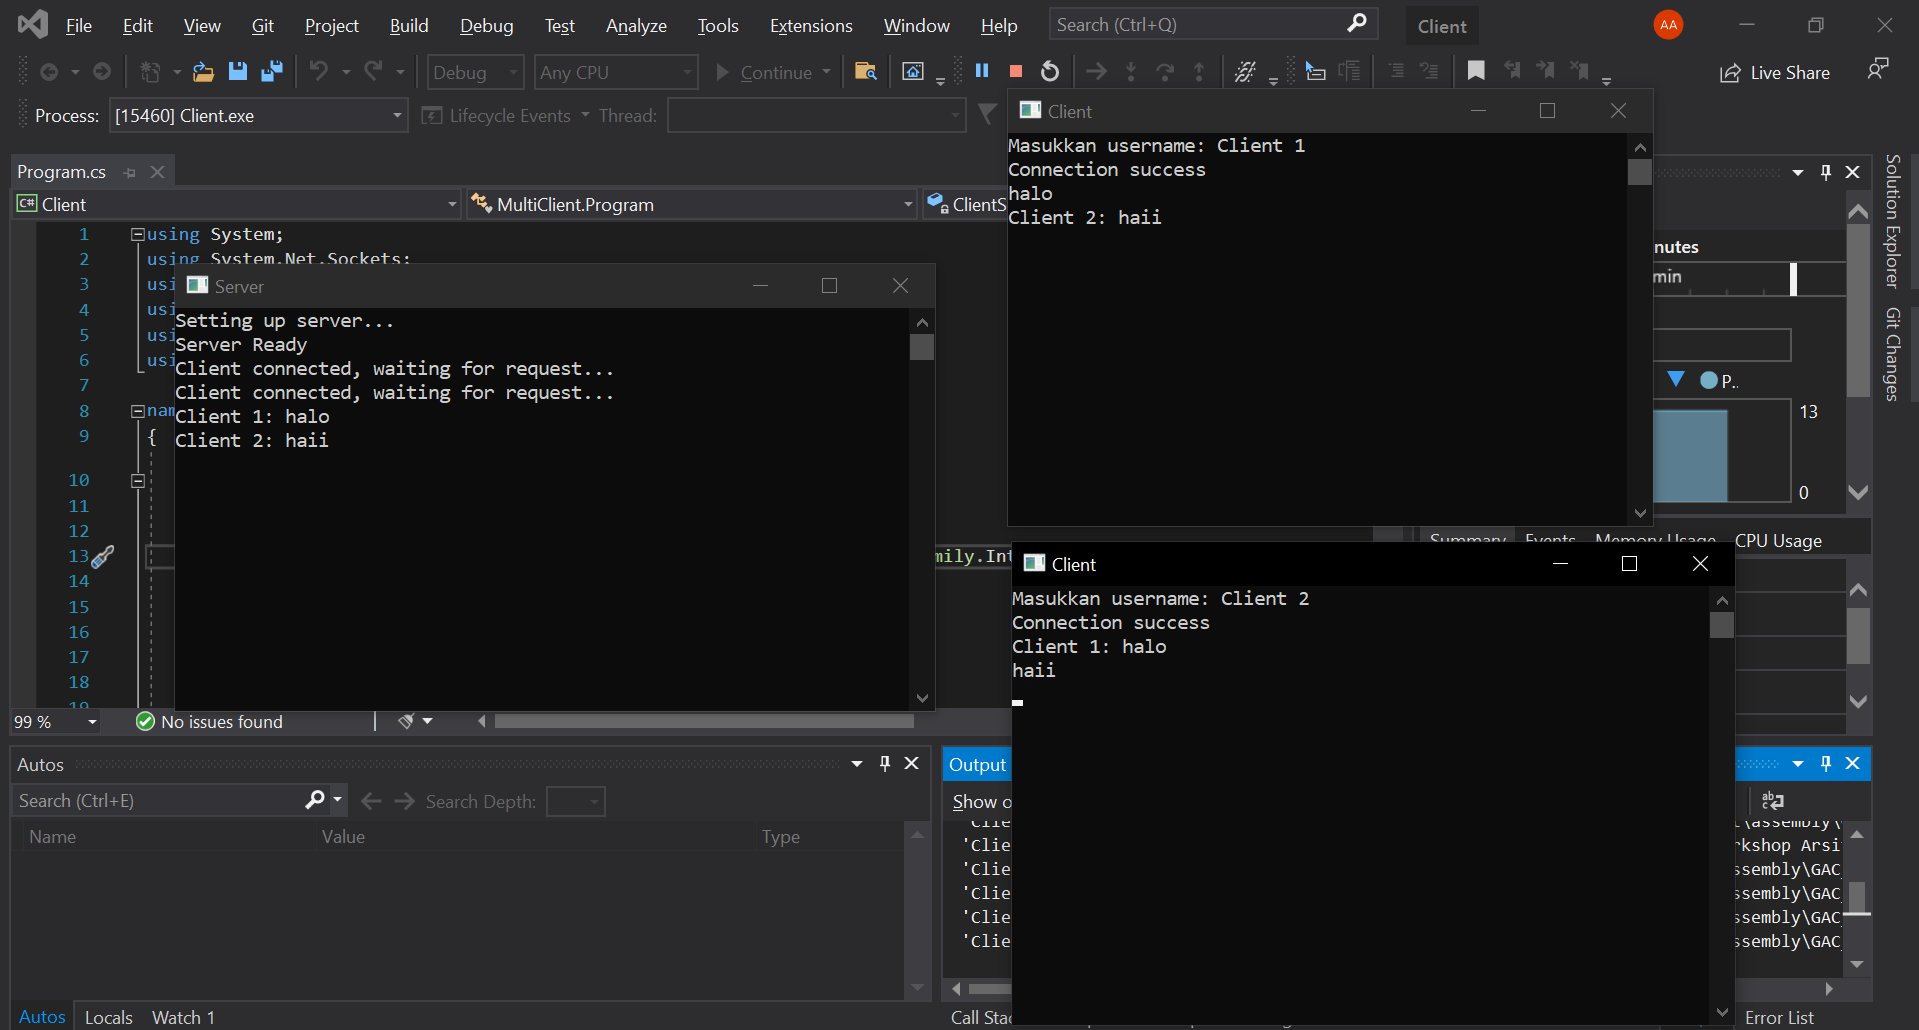 File Edit View Git Project Build Debug Test Analyze Tools Extensions Window Help Search (Ctrl+Q) Client AA
Debug Any CPU Continue Live Share
Process: [15460] Client.exe Lifecycle Events Thread:
Program.cs
C# Client MultiClient.Program ClientS
1 using System;
2 using System.Net.Sockets;
3 usi
4 usi
5 usi
6 usi
7
8 nam
9 {
10
11
12
13 mily.Int
14
15
16
17
18
19
99 % No issues found
Server
Setting up server...
Server Ready
Client connected, waiting for request...
Client connected, waiting for request...
Client 1: halo
Client 2: haii
Client
Masukkan username: Client 1
Connection success
halo
Client 2: haii
Client
Masukkan username: Client 2
Connection success
Client 1: halo
haii
nutes
min
P..
13
0
Summary Events Memory Usage CPU Usage
Solution Explorer
Git Changes
Autos
Search (Ctrl+E) Search Depth:
Name Value Type
Autos Locals Watch 1
Output
Show o
'Clie t\assembly\
'Clie rkshop Arsi
'Clie ssembly\GAC_
'Clie ssembly\GAC_
'Clie ssembly\GAC_
'Clie ssembly\GAC_
Call Sta Error List